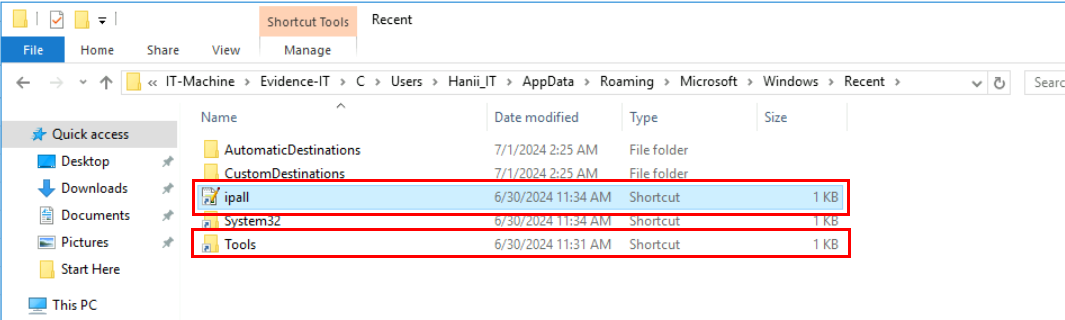 Shortcut Tools Recent
File Home Share View Manage
« IT-Machine > Evidence-IT > C > Users > Hanii_IT > AppData > Roaming > Microsoft > Windows > Recent > Searc
Name Date modified Type Size
Quick access
AutomaticDestinations 7/1/2024 2:25 AM File folder
Desktop
CustomDestinations 7/1/2024 2:25 AM File folder
Downloads
ipall 6/30/2024 11:34 AM Shortcut 1 KB
Documents
System32 6/30/2024 11:34 AM Shortcut 1 KB
Pictures
Tools 6/30/2024 11:31 AM Shortcut 1 KB
Start Here
This PC